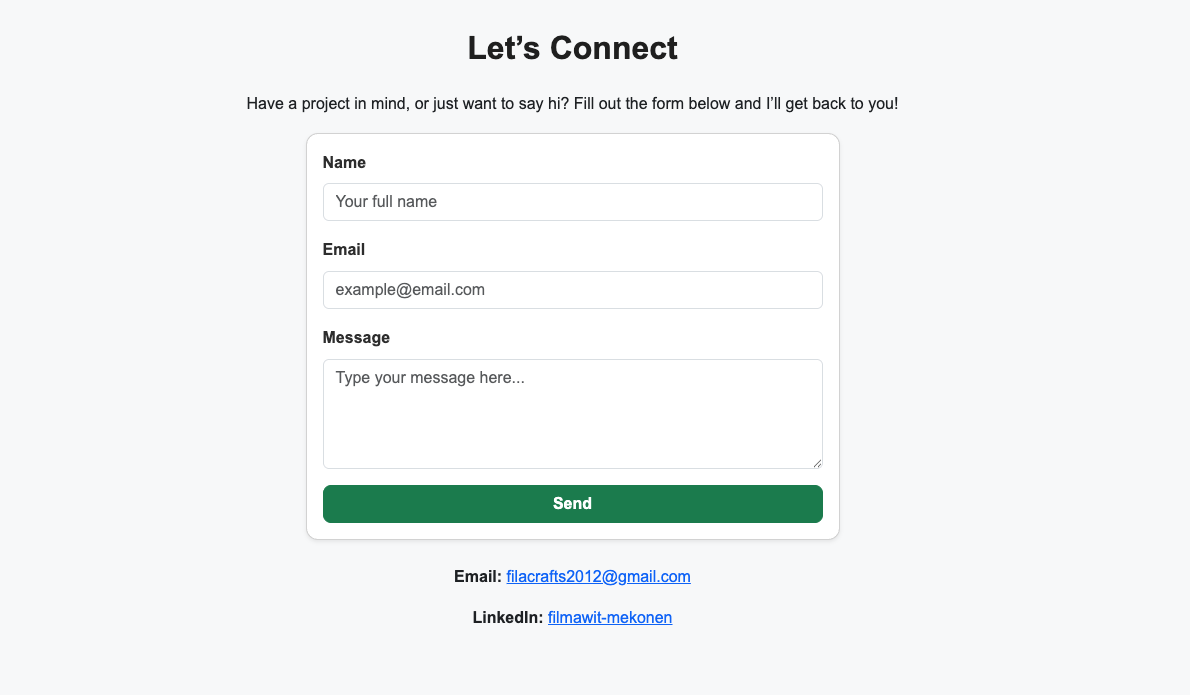 Let’s Connect
Have a project in mind, or just want to say hi? Fill out the form below and I’ll get back to you!
Name
Your full name
Email
example@email.com
Message
Type your message here...
Send
Email: filacrafts2012@gmail.com
LinkedIn: filmawit-mekonen